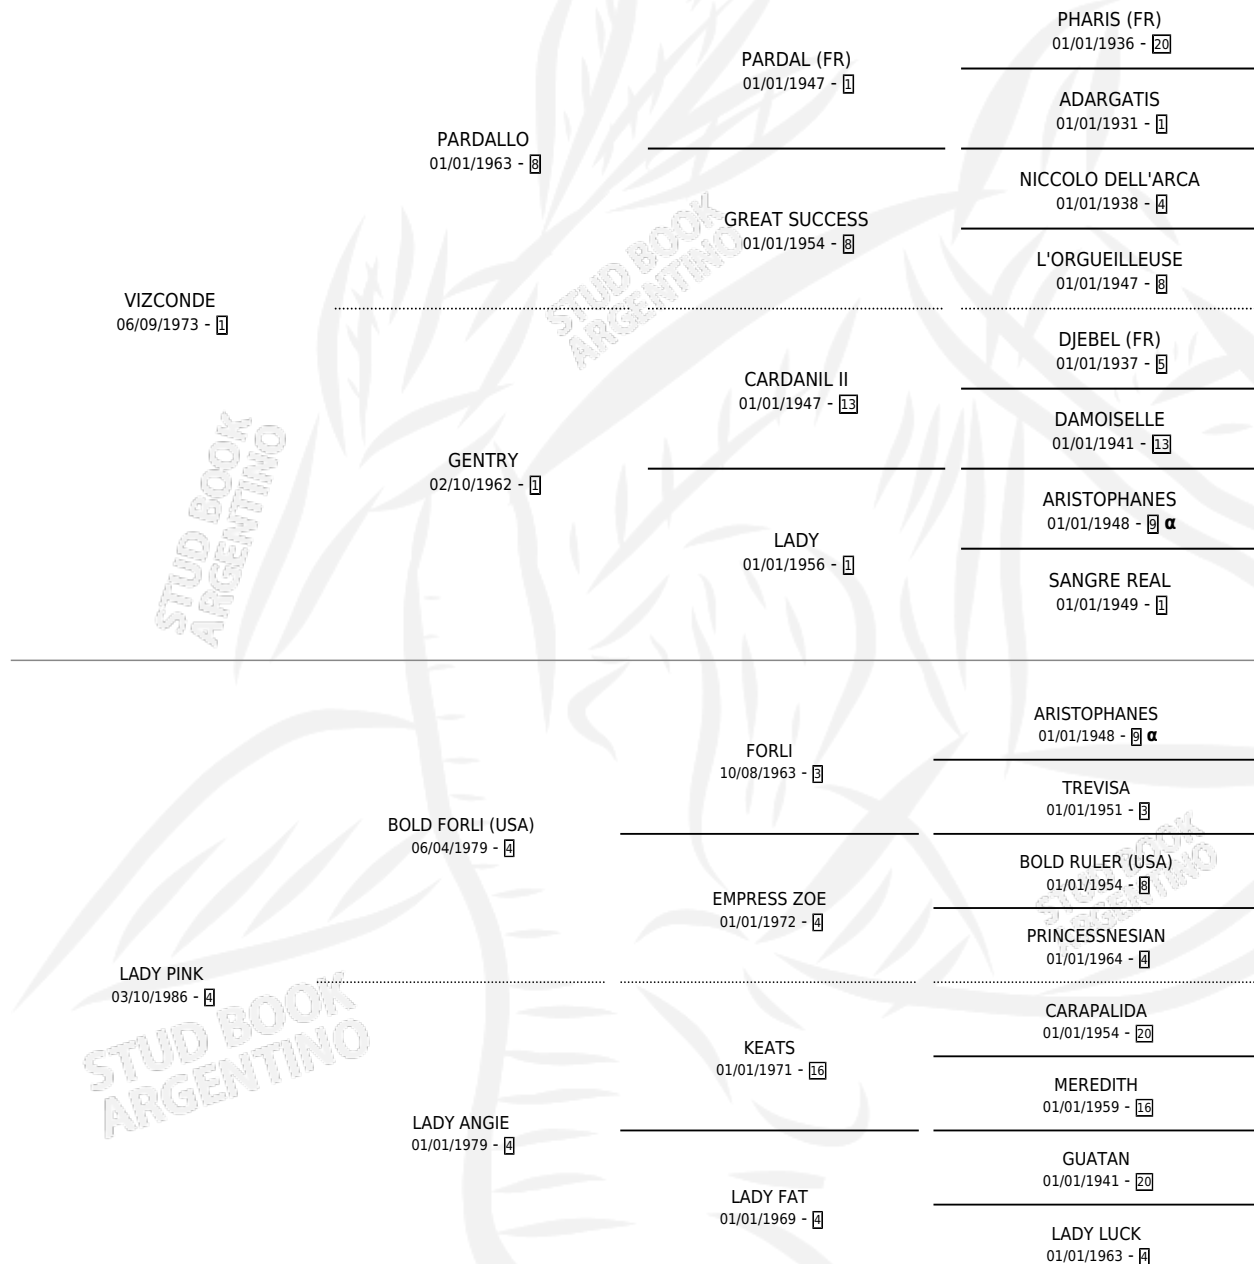 PHARIS (FR)
01/01/1936 - 20
PARDAL (FR)
01/01/1947 - 1
ADARGATIS
01/01/1931 - 1
PARDALLO
01/01/1963 - 8
NICCOLO DELL'ARCA
01/01/1938 - 4
GREAT SUCCESS
01/01/1954 - 8
L'ORGUEILLEUSE
01/01/1947 - 8
STUD BOOK
ARGENTINO
VIZCONDE
06/09/1973 - 1
DJEBEL (FR)
01/01/1937 - 5
CARDANIL II
01/01/1947 - 13
DAMOISELLE
01/01/1941 - 13
STUD BOOK
ARGENTINO
GENTRY
02/10/1962 - 1
ARISTOPHANES
01/01/1948 - 9 α
LADY
01/01/1956 - 1
SANGRE REAL
01/01/1949 - 1
ARISTOPHANES
01/01/1948 - 9 α
FORLI
10/08/1963 - 3
TREVISA
01/01/1951 - 3
BOLD FORLI (USA)
06/04/1979 - 4
BOLD RULER (USA)
01/01/1954 - 8
STUD BOOK
ARGENTINO
EMPRESS ZOE
01/01/1972 - 4
PRINCESSNESIAN
01/01/1964 - 4
LADY PINK
03/10/1986 - 4
STUD BOOK
ARGENTINO
CARAPALIDA
01/01/1954 - 20
KEATS
01/01/1971 - 16
MEREDITH
01/01/1959 - 16
LADY ANGIE
01/01/1979 - 4
GUATAN
01/01/1941 - 20
LADY FAT
01/01/1969 - 4
LADY LUCK
01/01/1963 - 4